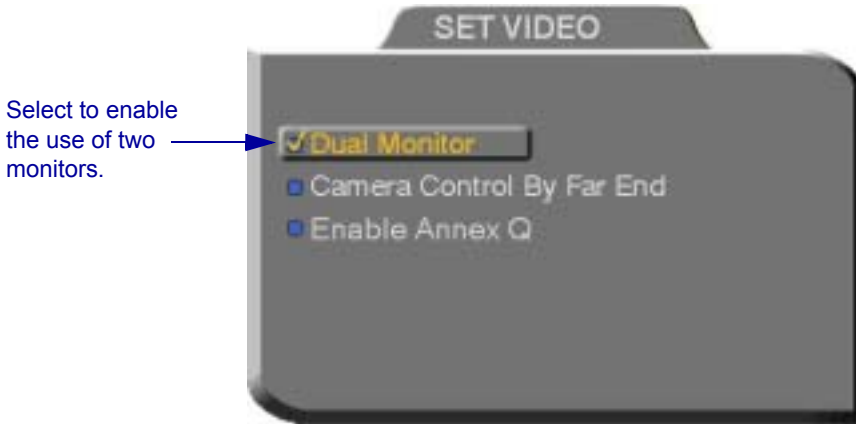 SET VIDEO
Select to enable
the use of two
monitors.
Dual Monitor
Camera Control By Far End
Enable Annex Q